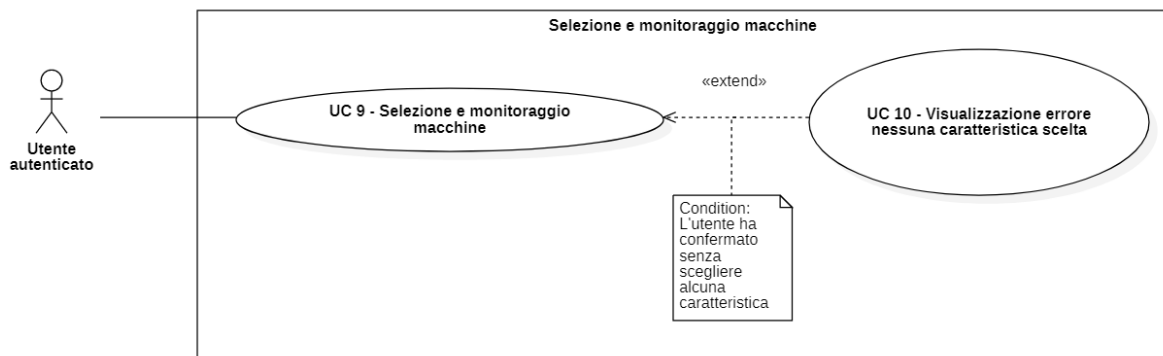 Selezione e monitoraggio macchine
«extend»
UC 9 - Selezione e monitoraggio
macchine
UC 10 - Visualizzazione errore
nessuna caratteristica scelta
Utente
autenticato
Condition:
L'utente ha
confermato
senza
scegliere
alcuna
caratteristica